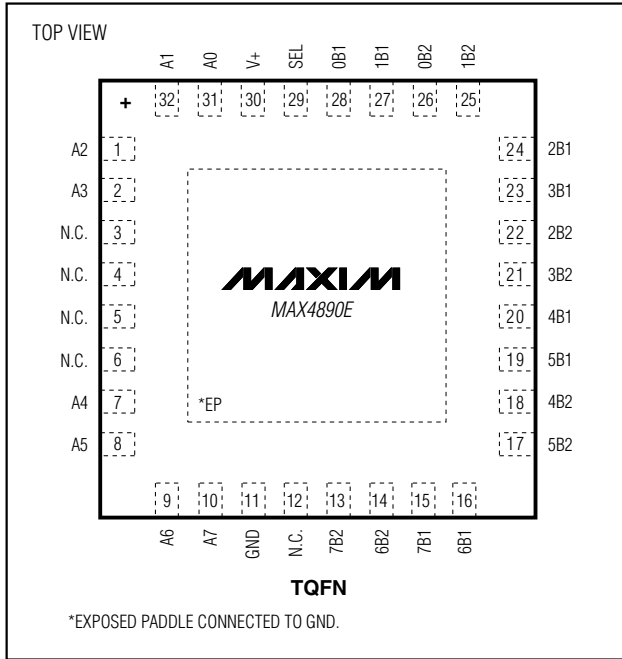 TOP VIEW
A1 A0 V+ SEL 0B1 1B1 0B2 1B2
+ 32 31 30 29 28 27 26 25
A2 1 24 2B1
A3 2 23 3B1
N.C. 3 22 2B2
N.C. 4 21 3B2
MAXIM
MAX4890E
N.C. 5 20 4B1
N.C. 6 19 5B1
A4 7 *EP 18 4B2
A5 8 17 5B2
9 10 11 12 13 14 15 16
A6 A7 GND N.C. 7B2 6B2 7B1 6B1
TQFN
*EXPOSED PADDLE CONNECTED TO GND.